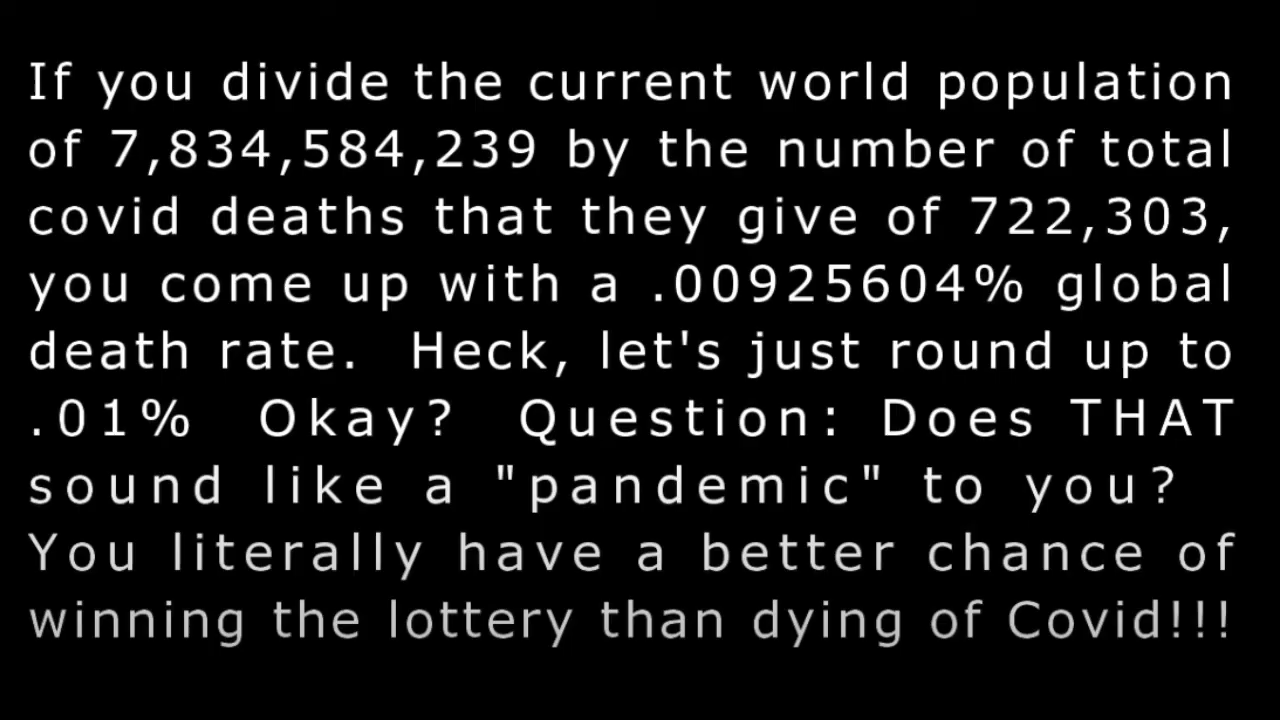 If you divide the current world population
of 7,834,584,239 by the number of total
covid deaths that they give of 722,303,
you come up with a .00925604% global
death rate. Heck, let's just round up to
.01% Okay? Question: Does THAT
sound like a "pandemic" to you?
You literally have a better chance of
winning the lottery than dying of Covid!!!